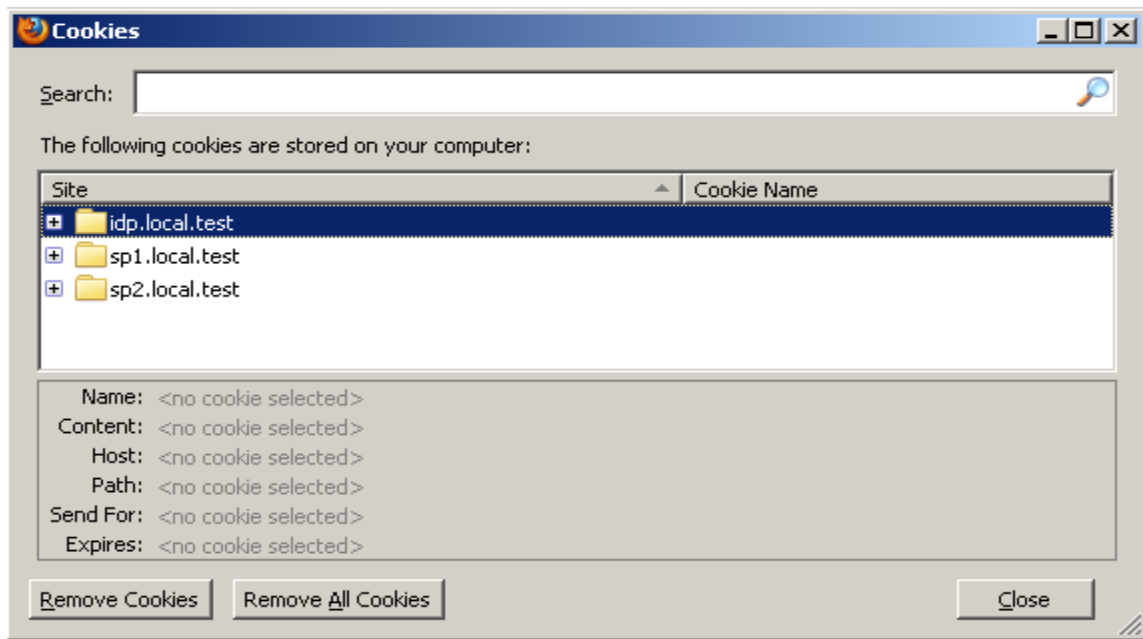 Cookies
Search:
The following cookies are stored on your computer:
Site Cookie Name
idp.local.test
sp1.local.test
sp2.local.test
Name: <no cookie selected>
Content: <no cookie selected>
Host: <no cookie selected>
Path: <no cookie selected>
Send For: <no cookie selected>
Expires: <no cookie selected>
Remove Cookies Remove All Cookies Close